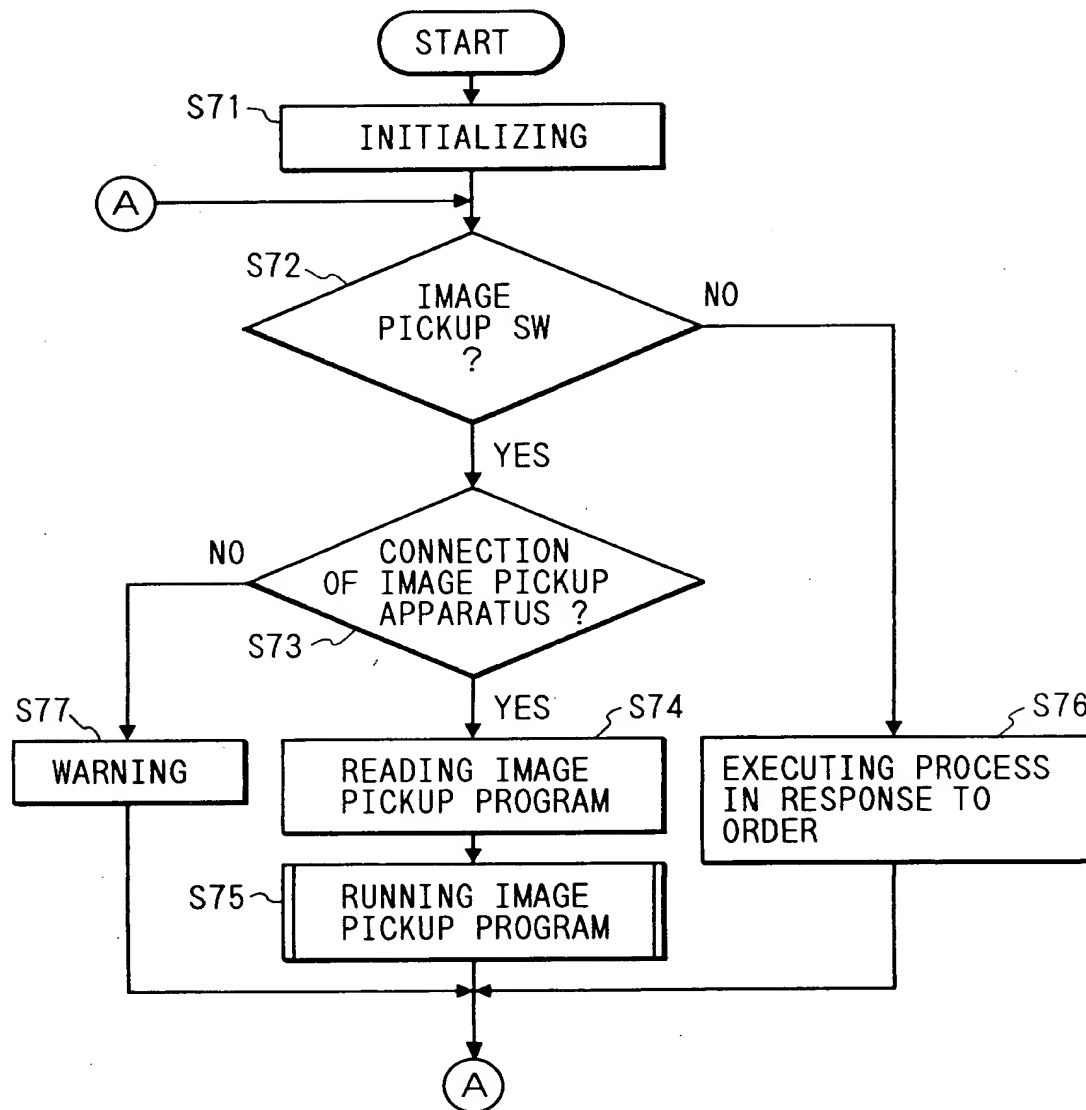 START
S71
INITIALIZING
A
S72
IMAGE
PICKUP SW
?
NO
YES
NO
CONNECTION
OF IMAGE PICKUP
APPARATUS ?
S73
YES
S77
WARNING
S74
READING IMAGE
PICKUP PROGRAM
S76
EXECUTING PROCESS
IN RESPONSE TO
ORDER
S75
RUNNING IMAGE
PICKUP PROGRAM
A